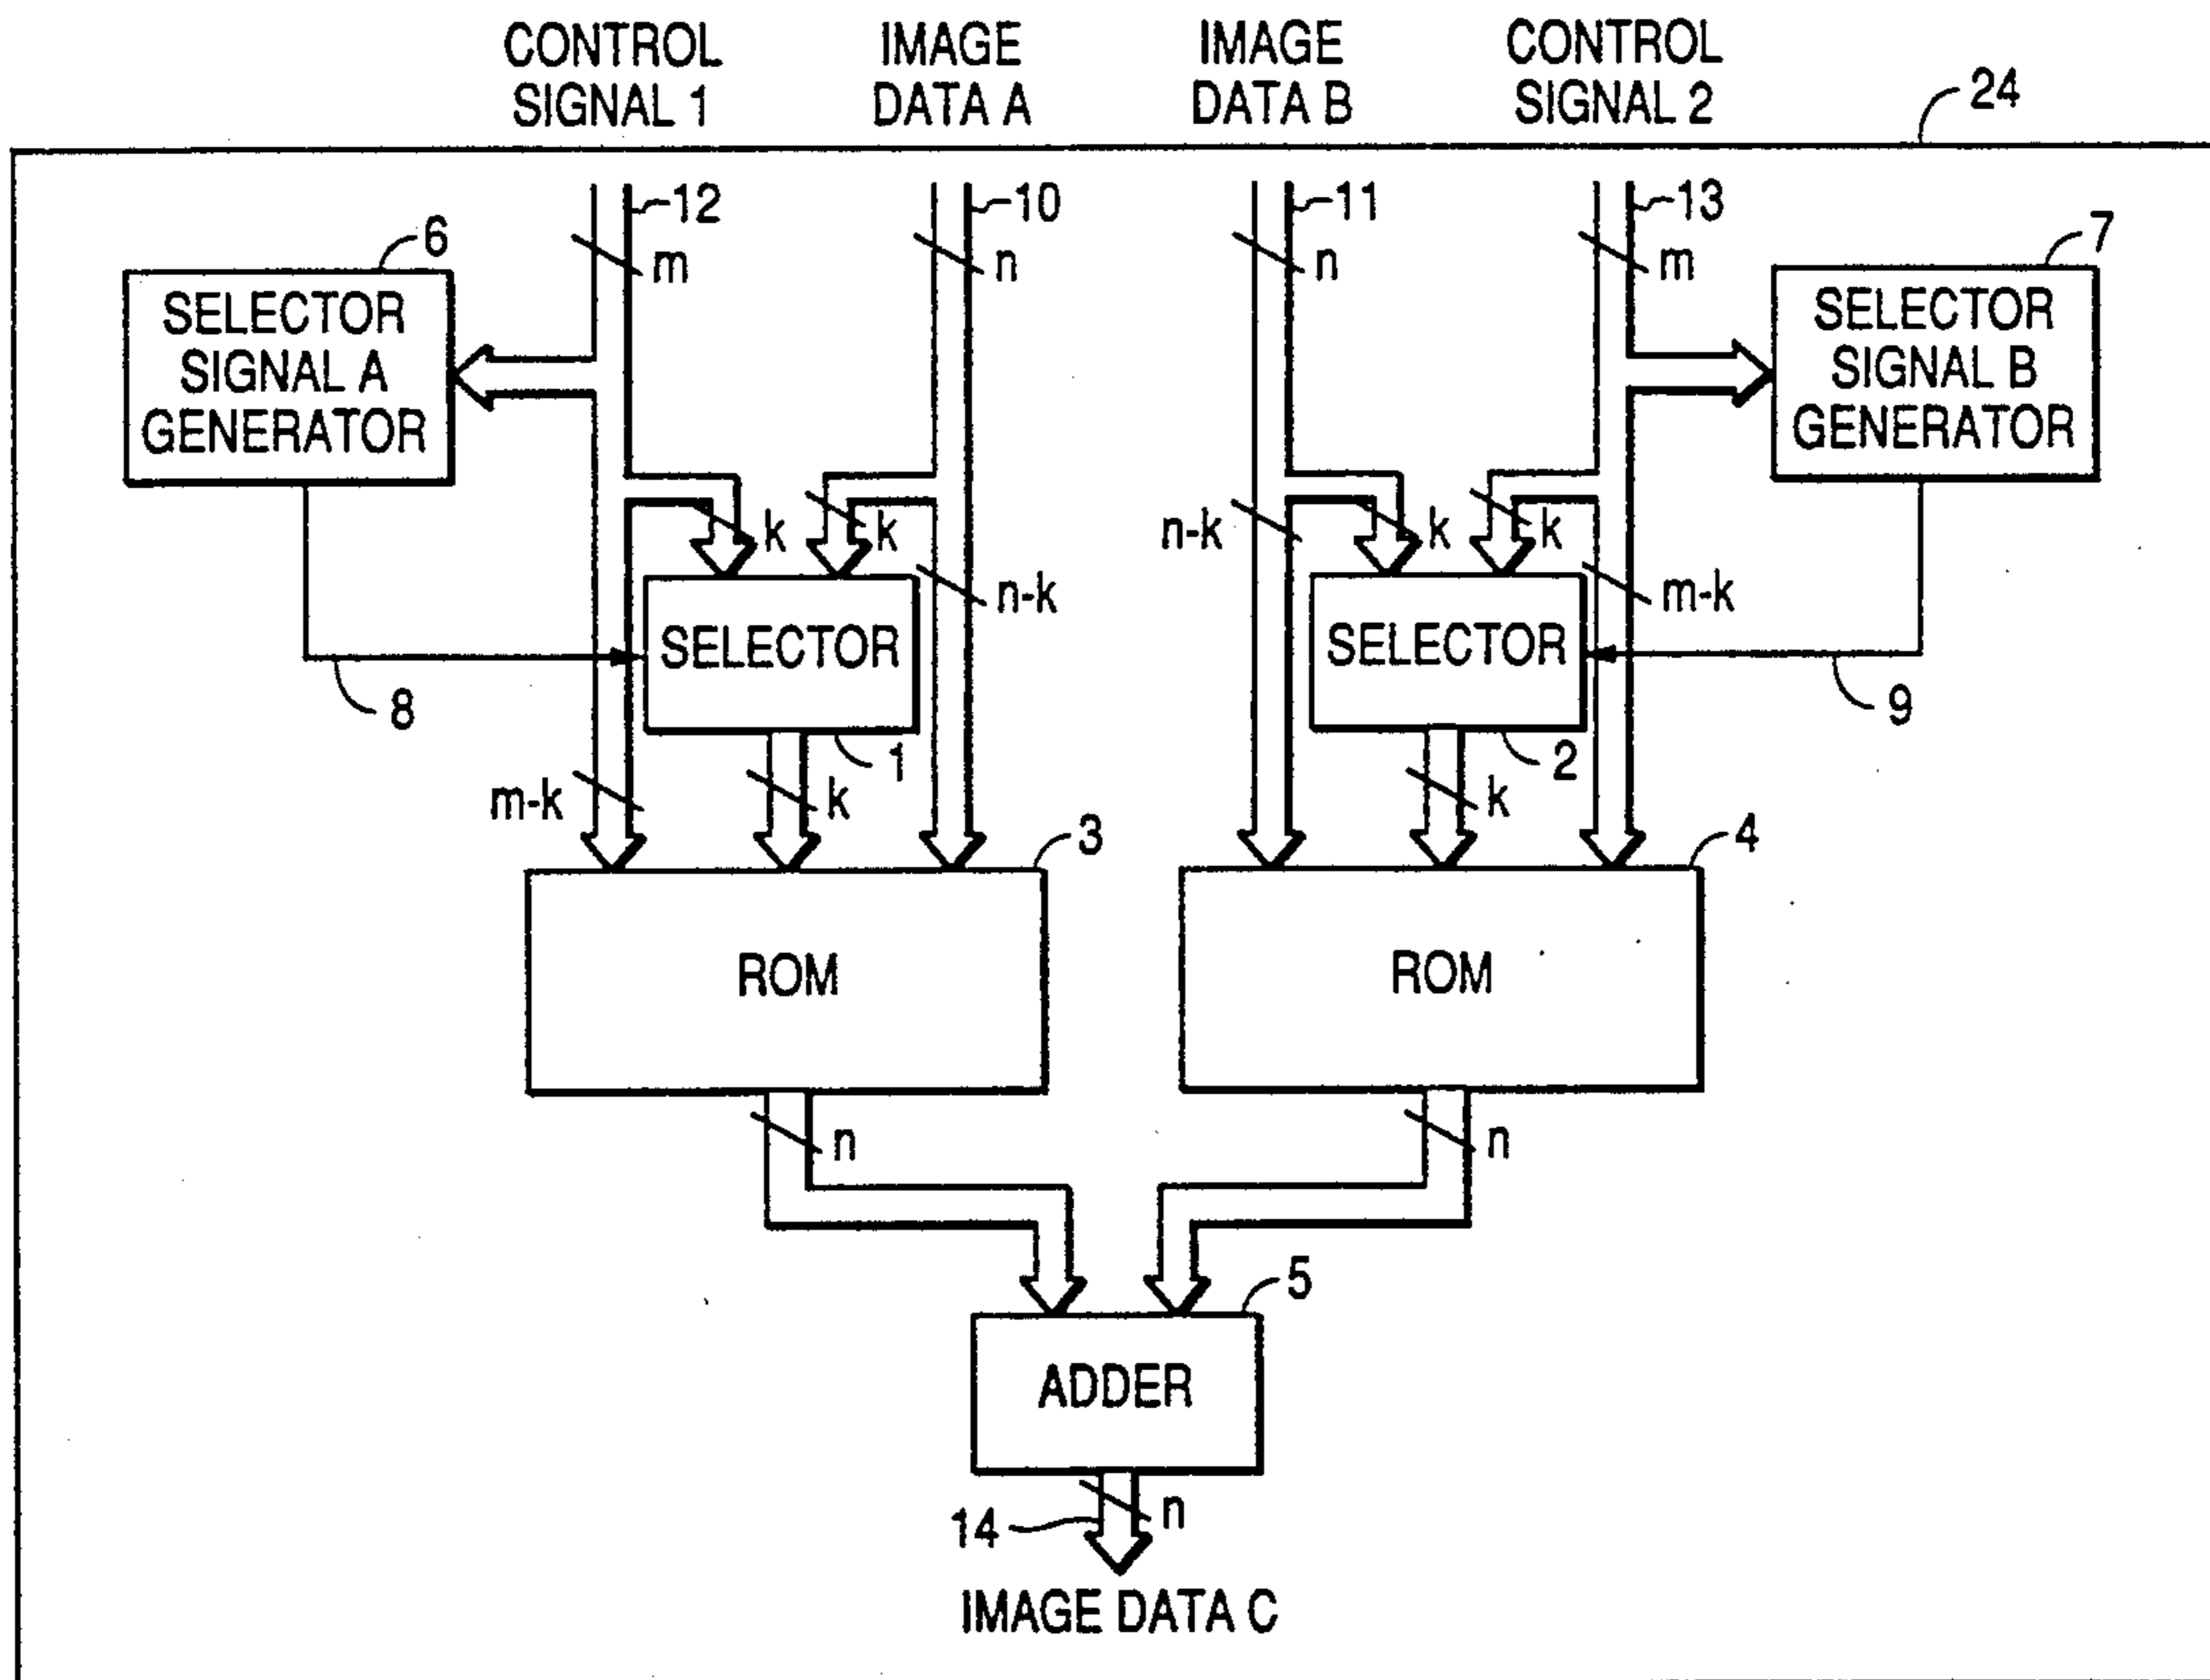 CONTROL
SIGNAL 1
IMAGE
DATA A
IMAGE
DATA B
CONTROL
SIGNAL 2
24
12
10
11
13
6
7
m
n
n
m
SELECTOR
SIGNAL A
GENERATOR
SELECTOR
SIGNAL B
GENERATOR
k
k
n-k
k
k
n-k
m-k
SELECTOR
SELECTOR
8
9
1
2
m-k
k
k
3
4
ROM
ROM
n
n
5
ADDER
14
n
IMAGE DATA C